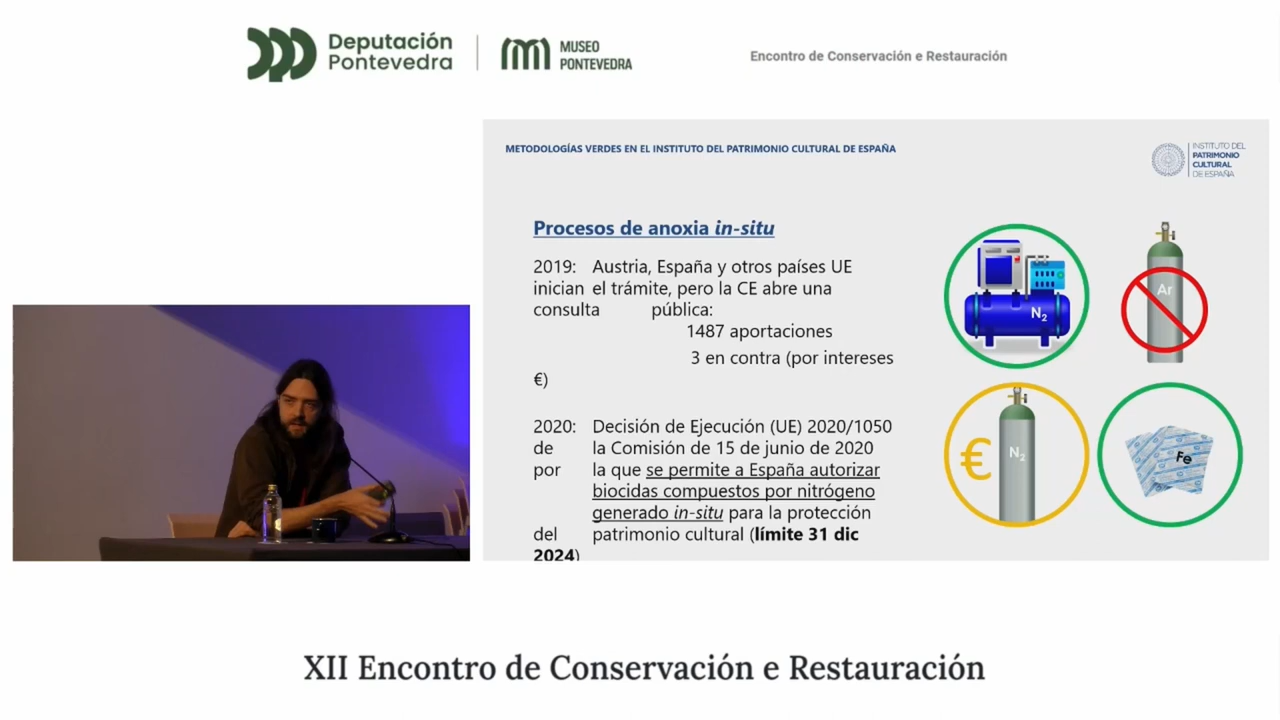 Deputación
Pontevedra
MUSEO
PONTEVEDRA
Encontro de Conservación e Restauración
METODOLOGÍAS VERDES EN EL INSTITUTO DEL PATRIMONIO CULTURAL DE ESPAÑA
INSTITUTO DEL
PATRIMONIO
CULTURAL
DE ESPAÑA
Procesos de anoxia in-situ
2019: Austria, España y otros países UE
inician el trámite, pero la CE abre una
consulta pública:
1487 aportaciones
3 en contra (por intereses
€)
2020: Decisión de Ejecución (UE) 2020/1050
de la Comisión de 15 de junio de 2020
por la que se permite a España autorizar
biocidas compuestos por nitrógeno
generado in-situ para la protección
del patrimonio cultural (límite 31 dic
2024)
N2
Ar
€ N2
Fe
XII Encontro de Conservación e Restauración